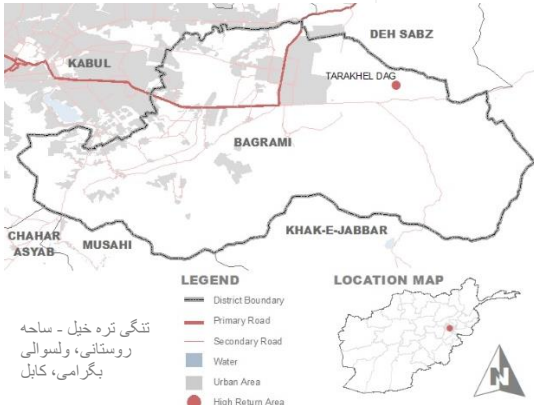 DEH SABZ
KABUL
TARAKHEL DAG
BAGRAMI
CHAHAR
ASYAB
MUSAHI
KHAK-E-JABBAR
LEGEND
District Boundary
Primary Road
Secondary Road
Water
Urban Area
High Return Area
LOCATION MAP
تنگی تره خیل - ساحه
روستائی، ولسوالی
بگرامی، کابل
N